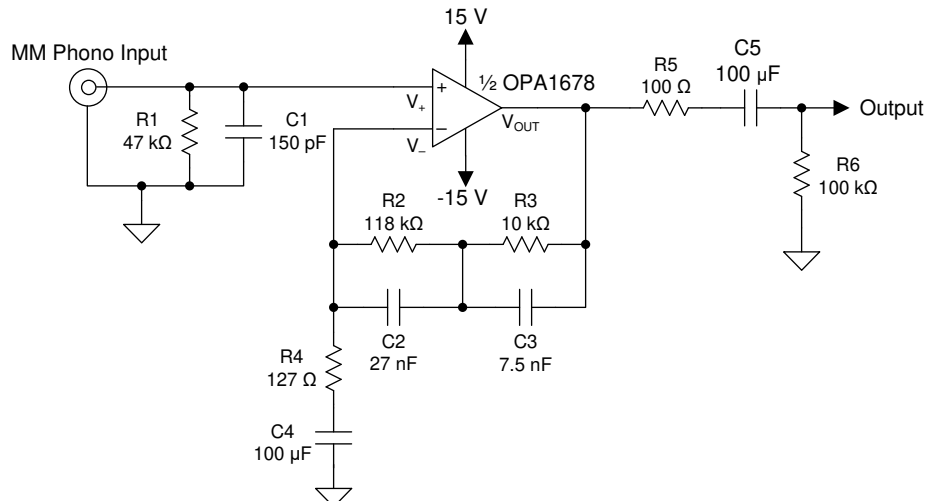 15 V
C5
100 µF
MM Phono Input
½ OPA1678
R5
100 Ω
+
V+
VOUT
Output
R1
47 kΩ
C1
150 pF
−
V−
-15 V
R6
100 kΩ
R2
118 kΩ
R3
10 kΩ
C2
27 nF
C3
7.5 nF
R4
127 Ω
C4
100 µF